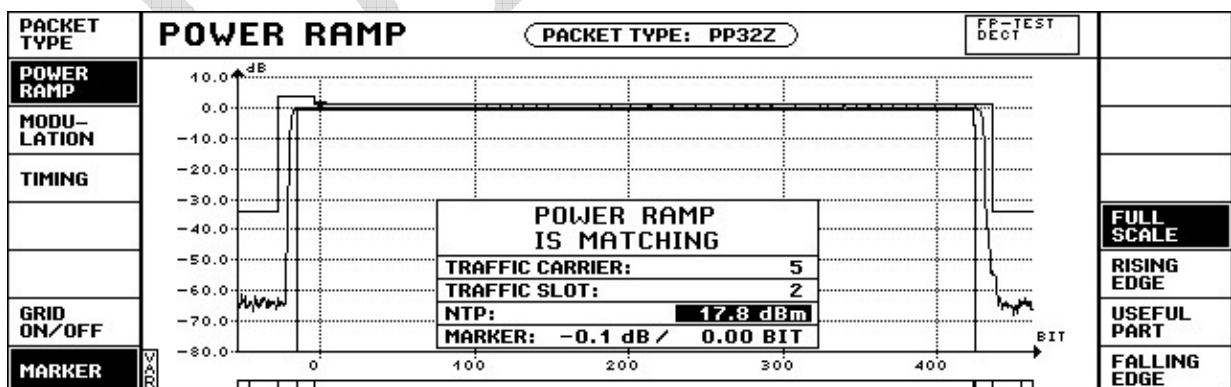 PACKET
TYPE
POWER RAMP
PACKET TYPE: PP32Z
FP-TEST
DECT
POWER
RAMP
MODU-
LATION
TIMING
GRID
ON/OFF
MARKER
dB
10.0
0.0
-10.0
-20.0
-30.0
-40.0
-50.0
-60.0
-70.0
-80.0
POWER RAMP
IS MATCHING
TRAFFIC CARRIER: 5
TRAFFIC SLOT: 2
NTP: 17.8 dBm
MARKER: -0.1 dB / 0.00 BIT
BIT
0 100 200 300 400
FULL
SCALE
RISING
EDGE
USEFUL
PART
FALLING
EDGE